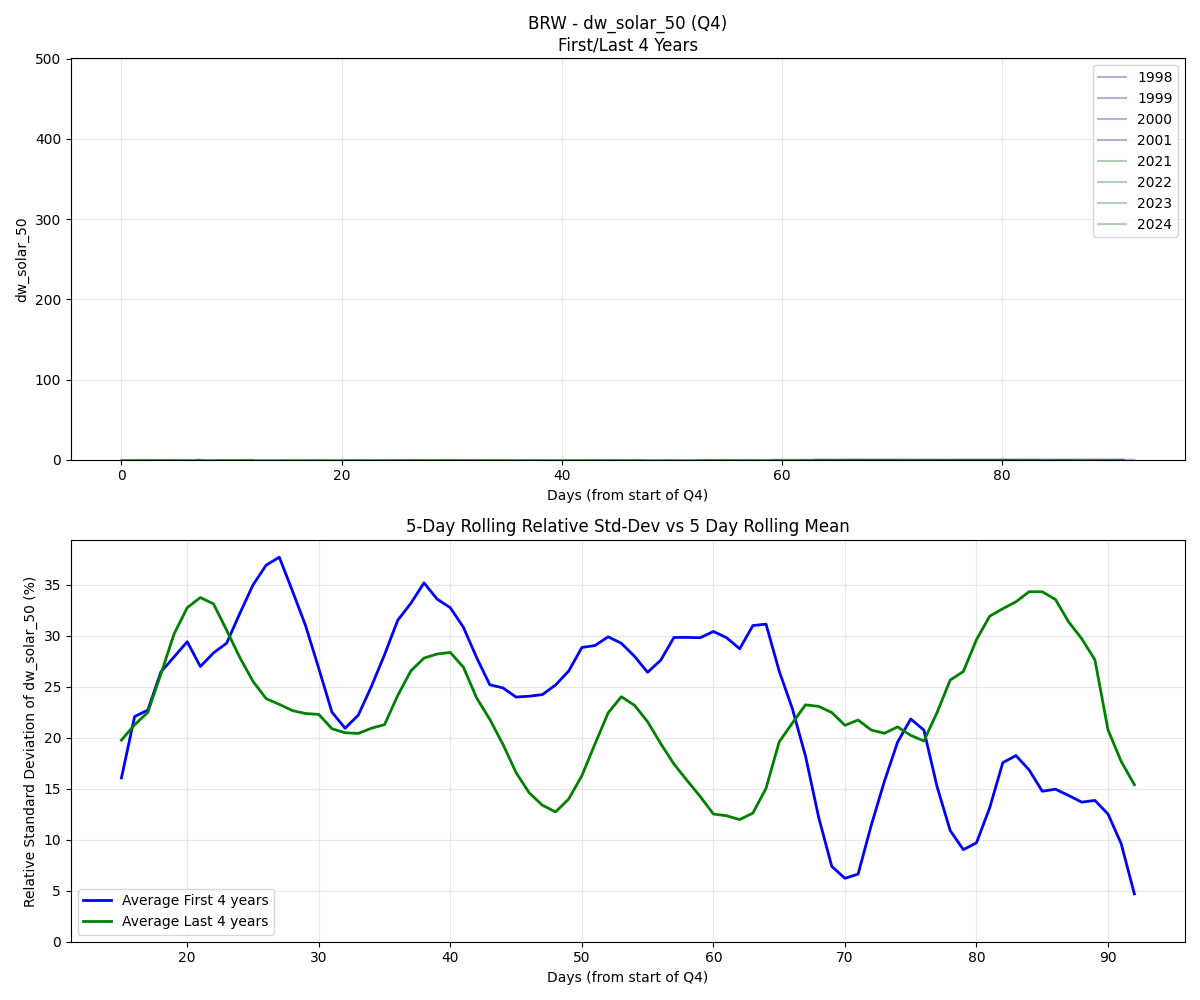 BRW - dw_solar_50 (Q4)
First/Last 4 Years
500
400
300
200
100
0
dw_solar_50
1998
1999
2000
2001
2021
2022
2023
2024
0 20 40 60 80
Days (from start of Q4)
5-Day Rolling Relative Std-Dev vs 5 Day Rolling Mean
35
30
25
20
15
10
5
0
Relative Standard Deviation of dw_solar_50 (%)
Average First 4 years
Average Last 4 years
20 30 40 50 60 70 80 90
Days (from start of Q4)